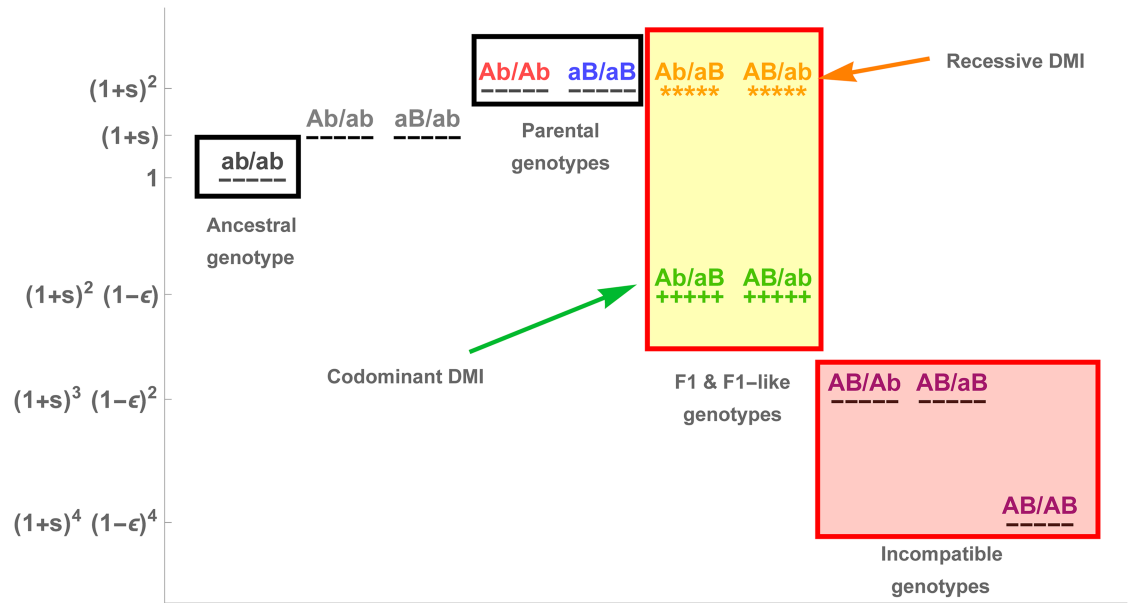 (1+s)²
(1+s)
1
(1+s)² (1−ϵ)
(1+s)³ (1−ϵ)²
(1+s)⁴ (1−ϵ)⁴
ab/ab
−−−−−
Ancestral
genotype
Ab/ab aB/ab
−−−−− −−−−−
Ab/Ab aB/aB
−−−−− −−−−−
Parental
genotypes
Ab/aB AB/ab
***** *****
Recessive DMI
Ab/aB AB/ab
+++++ +++++
Codominant DMI
F1 & F1−like
genotypes
AB/Ab AB/aB
−−−−− −−−−−
AB/AB
−−−−−
Incompatible
genotypes